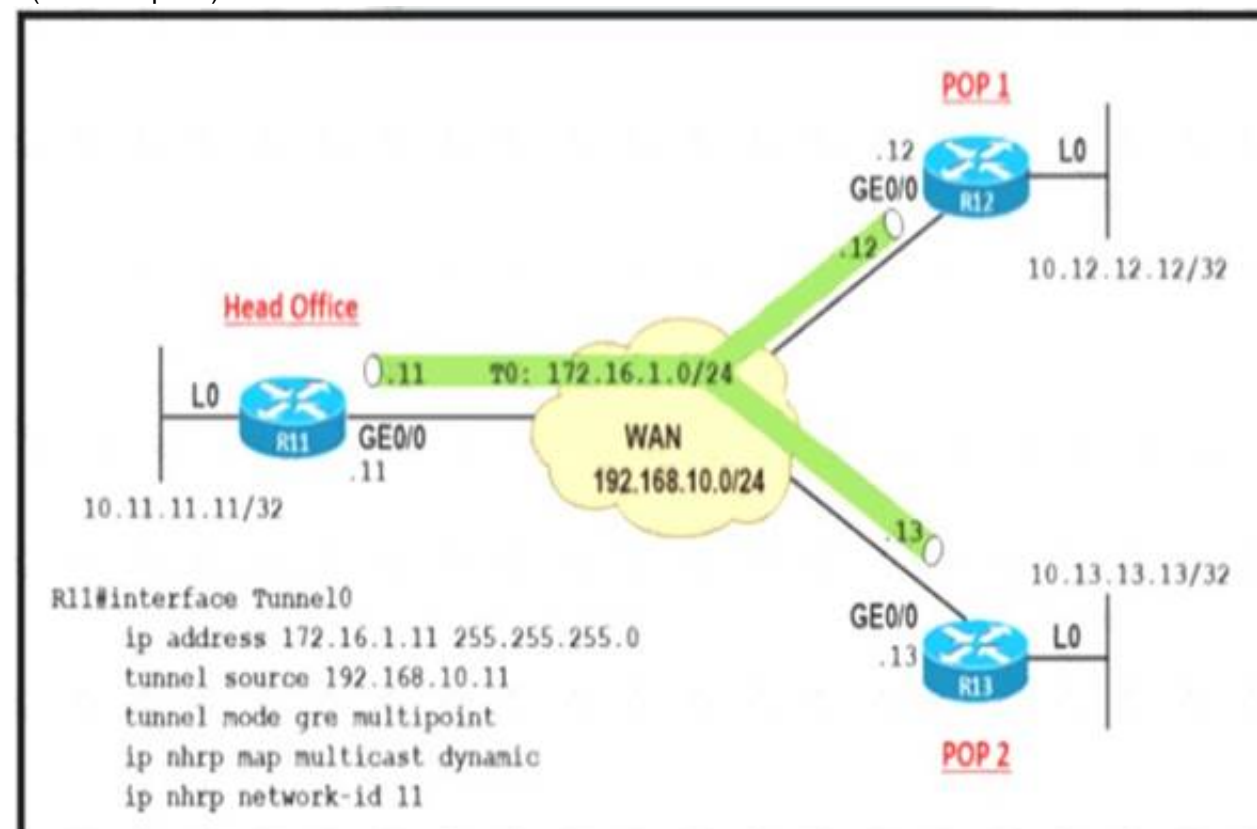 POP 1
.12
L0
GE0/0
R12
.12
10.12.12.12/32
Head Office
.11
T0: 172.16.1.0/24
L0
R11
GE0/0
.11
WAN
192.168.10.0/24
10.11.11.11/32
.13
10.13.13.13/32
GE0/0
.13
L0
R13
POP 2
R11#interface Tunnel0
ip address 172.16.1.11 255.255.255.0
tunnel source 192.168.10.11
tunnel mode gre multipoint
ip nhrp map multicast dynamic
ip nhrp network-id 11